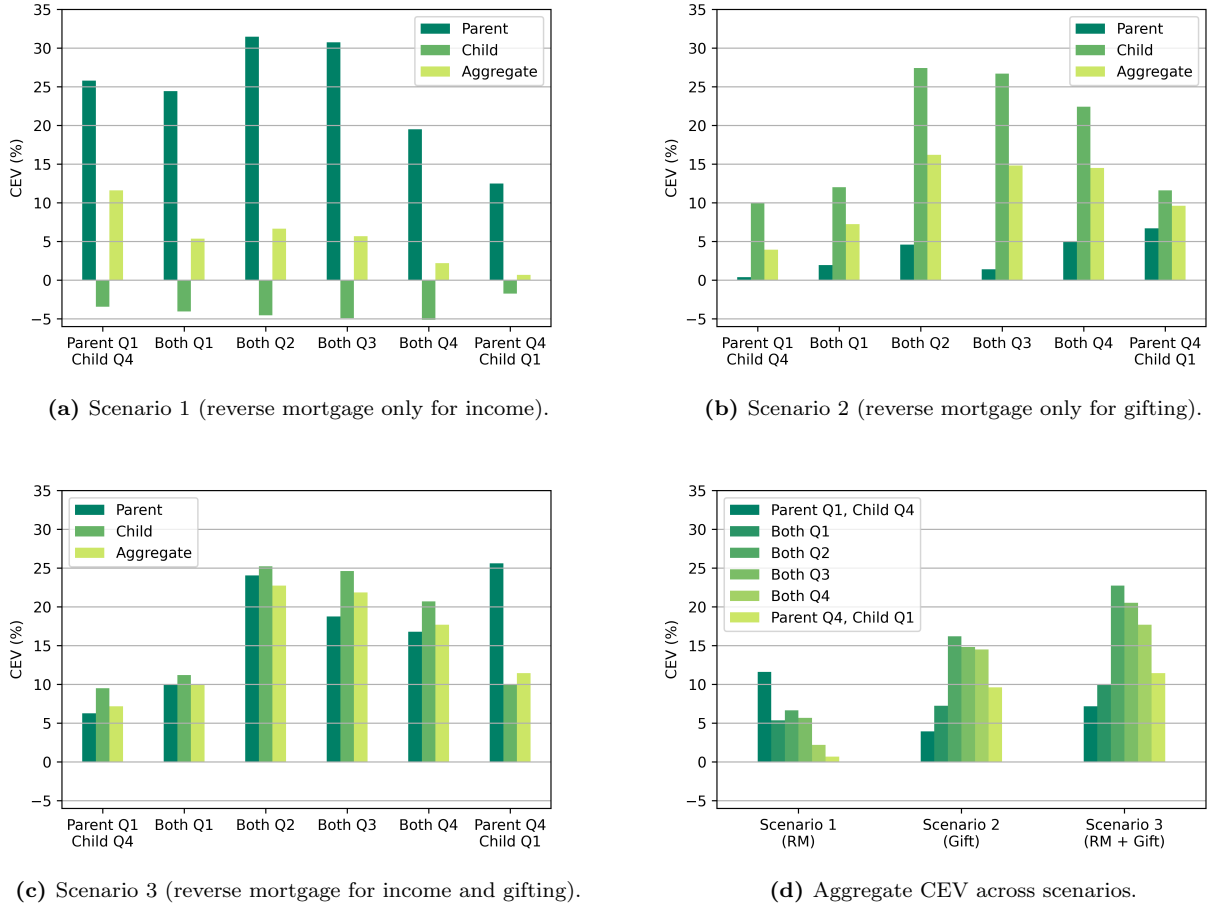 35
30
25
20
15
10
5
0
−5
CEV (%)
Parent
Child
Aggregate
Parent Q1
Child Q4
Both Q1
Both Q2
Both Q3
Both Q4
Parent Q4
Child Q1
(a) Scenario 1 (reverse mortgage only for income).
35
30
25
20
15
10
5
0
−5
CEV (%)
Parent
Child
Aggregate
Parent Q1
Child Q4
Both Q1
Both Q2
Both Q3
Both Q4
Parent Q4
Child Q1
(b) Scenario 2 (reverse mortgage only for gifting).
35
30
25
20
15
10
5
0
−5
CEV (%)
Parent
Child
Aggregate
Parent Q1
Child Q4
Both Q1
Both Q2
Both Q3
Both Q4
Parent Q4
Child Q1
(c) Scenario 3 (reverse mortgage for income and gifting).
35
30
25
20
15
10
5
0
−5
CEV (%)
Parent Q1, Child Q4
Both Q1
Both Q2
Both Q3
Both Q4
Parent Q4, Child Q1
Scenario 1
(RM)
Scenario 2
(Gift)
Scenario 3
(RM + Gift)
(d) Aggregate CEV across scenarios.